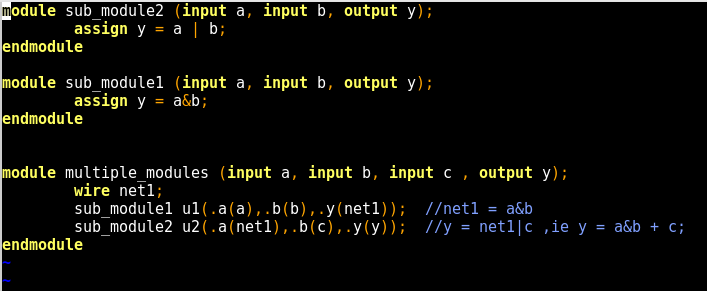 module sub_module2 (input a, input b, output y);
assign y = a | b;
endmodule
module sub_module1 (input a, input b, output y);
assign y = a&b;
endmodule
module multiple_modules (input a, input b, input c , output y);
wire net1;
sub_module1 u1(.a(a),.b(b),.y(net1));  //net1 = a&b
sub_module2 u2(.a(net1),.b(c),.y(y));  //y = net1|c ,ie y = a&b + c;
endmodule
~
~